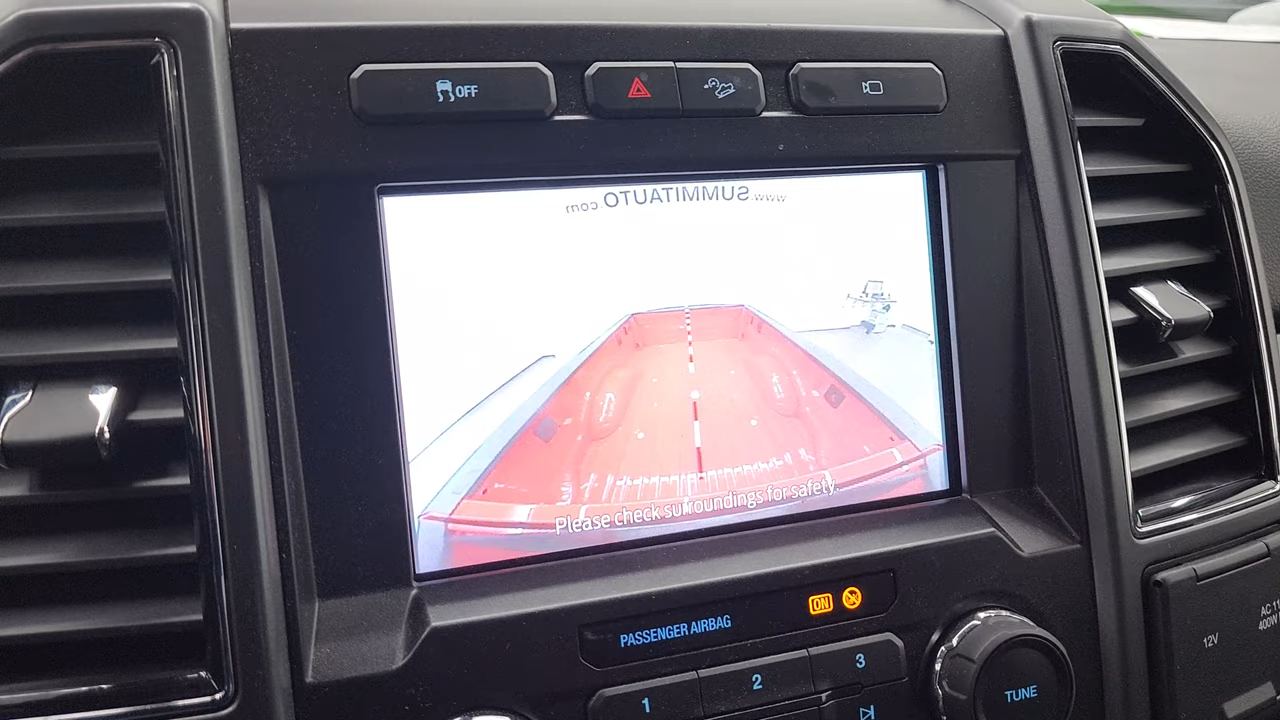 OFF
www.SUMMITAUTO.com
Please check surroundings for safety.
PASSENGER AIRBAG
ON
1
2
3
TUNE
12V
AC 11
400W